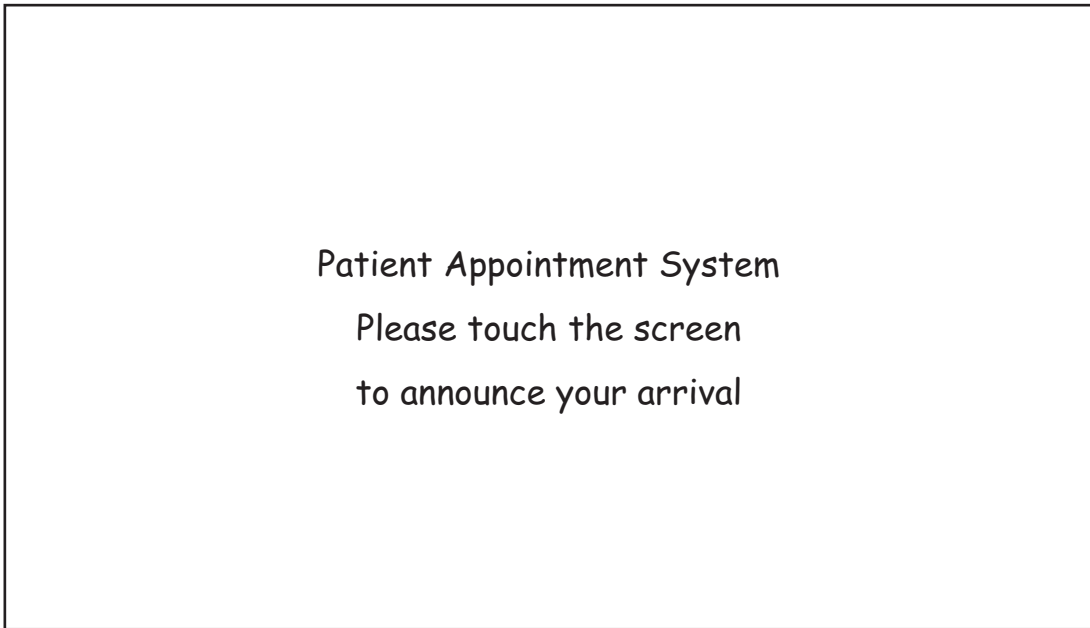 Patient Appointment System
Please touch the screen
to announce your arrival